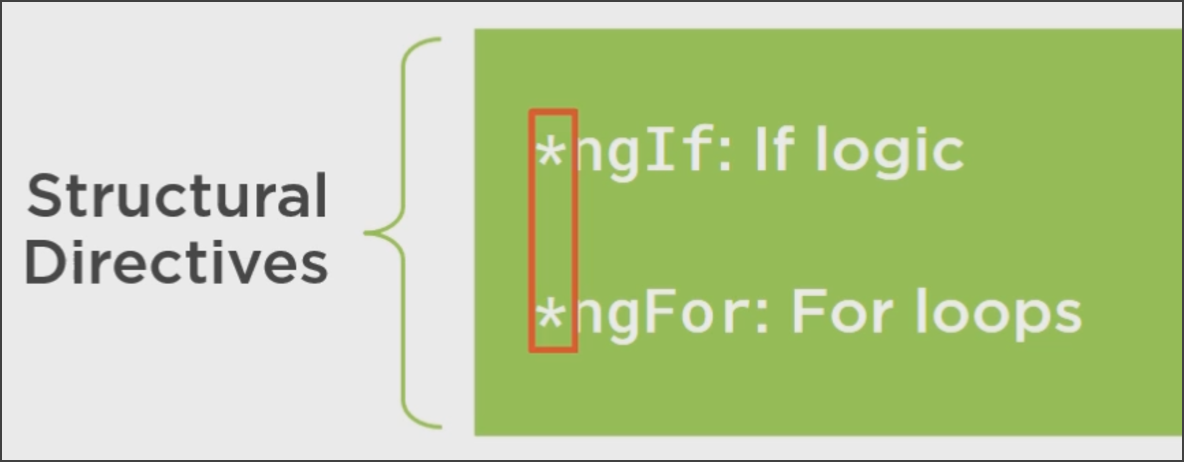 Structural
Directives
*ngIf: If logic
*ngFor: For loops